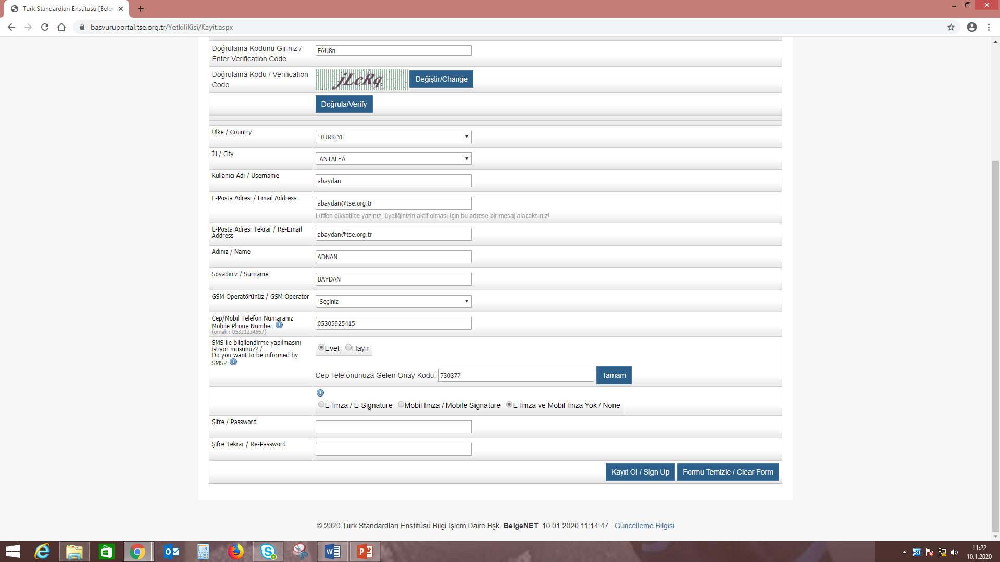 Türk Standardları Enstitüsü [Belg
basvuruportal.tse.org.tr/YetkiliKisi/Kayit.aspx
Doğrulama Kodunu Giriniz /
Enter Verification Code
FAU8n
Doğrulama Kodu / Verification
Code
jLcRq
Değiştir/Change
Doğrula/Verify
Ülke / Country
TÜRKİYE
İli / City
ANTALYA
Kullanıcı Adı / Username
abaydan
E-Posta Adresi / Email Address
abaydan@tse.org.tr
Lütfen dikkatlice yazınız, üyeliğinizin aktif olması için bu adrese bir mesaj alacaksınız!
E-Posta Adresi Tekrar / Re-Email
Address
abaydan@tse.org.tr
Adınız / Name
ADNAN
Soyadınız / Surname
BAYDAN
GSM Operatörünüz / GSM Operator
Seçiniz
Cep/Mobil Telefon Numaranız
Mobile Phone Number
(örnek : 05321234567)
05305925415
SMS ile bilgilendirme yapılmasını
istiyor musunuz? /
Do you want to be informed by
SMS?
Evet Hayır
Cep Telefonunuza Gelen Onay Kodu: 730377 Tamam
E-İmza / E-Signature Mobil İmza / Mobile Signature E-İmza ve Mobil İmza Yok / None
Şifre / Password
Şifre Tekrar / Re-Password
Kayıt Ol / Sign Up Formu Temizle / Clear Form
© 2020 Türk Standardları Enstitüsü Bilgi İşlem Daire Bşk. BelgeNET 10.01.2020 11:14:47 Güncelleme Bilgisi
11:22
10.1.2020